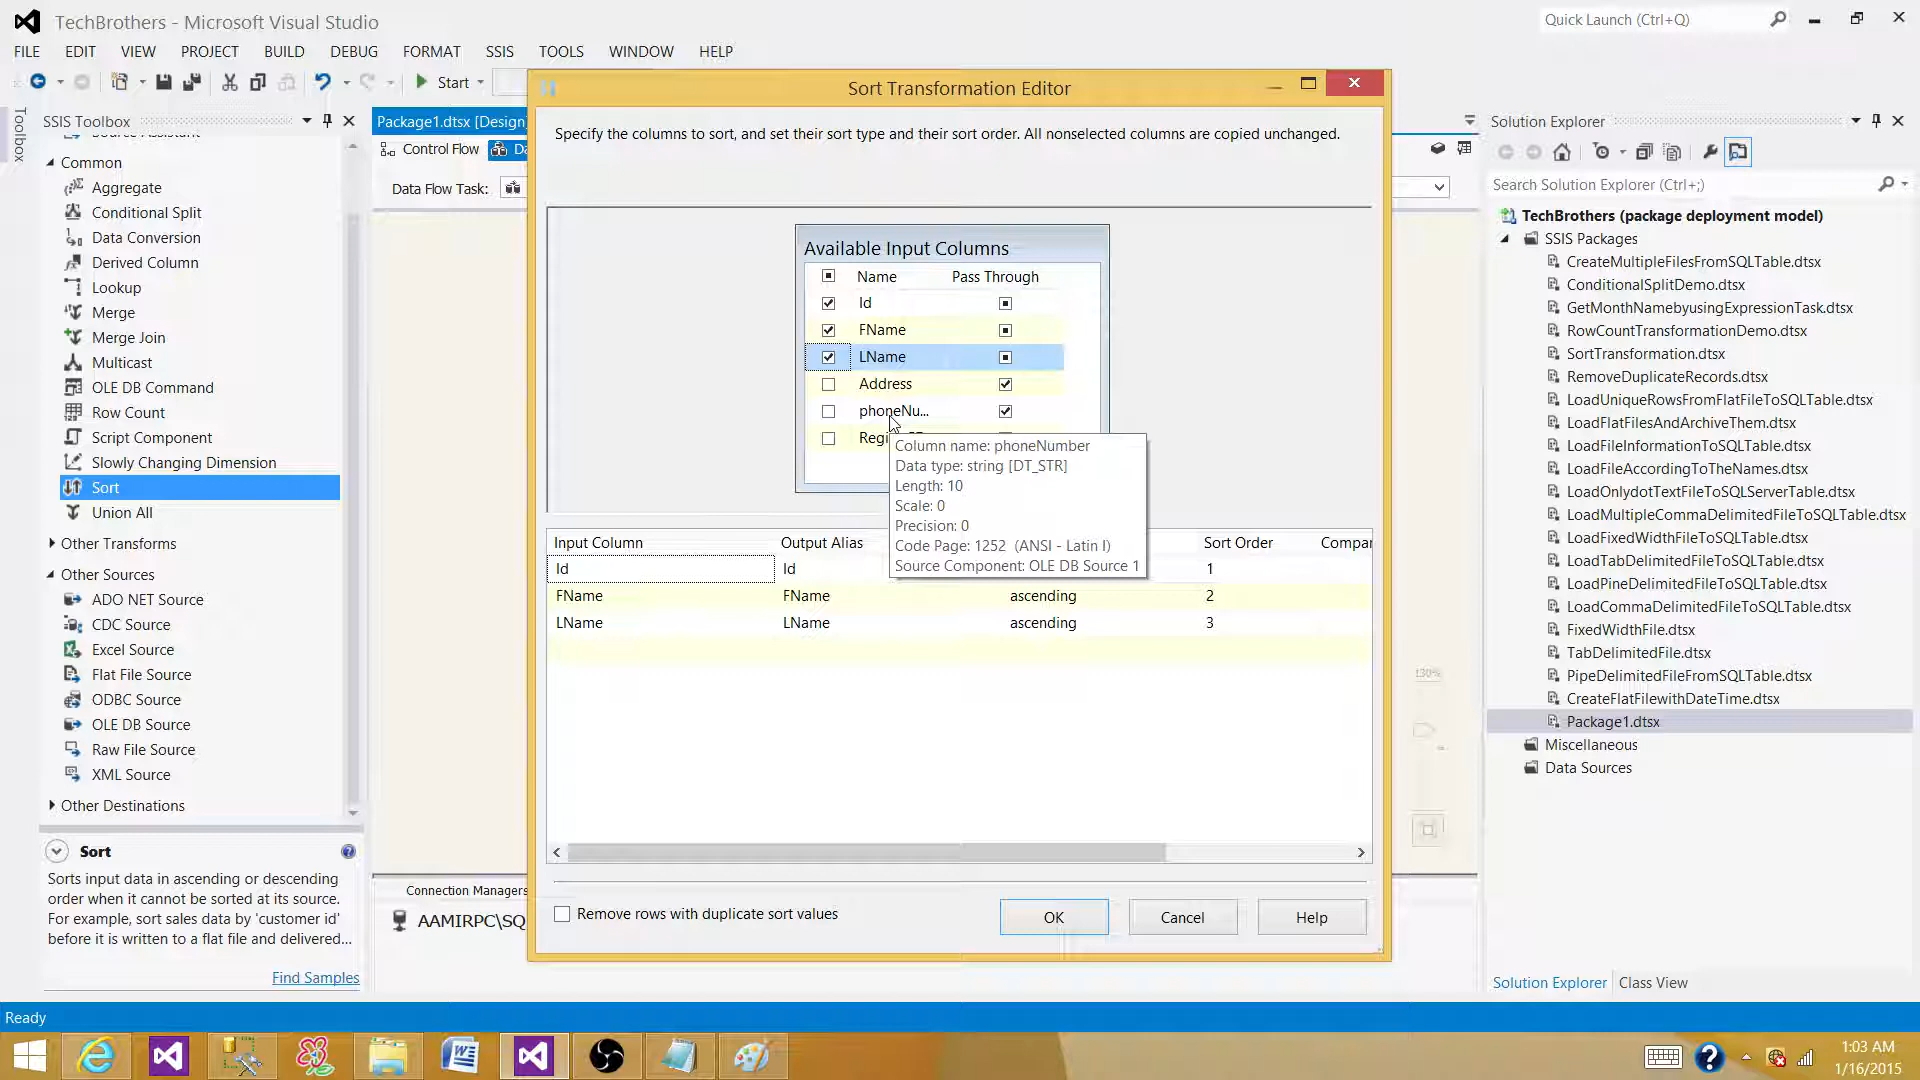 TechBrothers - Microsoft Visual Studio
Quick Launch (Ctrl+Q)
FILE EDIT VIEW PROJECT BUILD DEBUG FORMAT SSIS TOOLS WINDOW HELP
Start
Toolbox
SSIS Toolbox
Common
Aggregate
Conditional Split
Data Conversion
Derived Column
Lookup
Merge
Merge Join
Multicast
OLE DB Command
Row Count
Script Component
Slowly Changing Dimension
Sort
Union All
Other Transforms
Other Sources
ADO NET Source
CDC Source
Excel Source
Flat File Source
ODBC Source
OLE DB Source
Raw File Source
XML Source
Other Destinations
Sort
Sorts input data in ascending or descending
order when it cannot be sorted at its source.
For example, sort sales data by 'customer id'
before it is written to a flat file and delivered...
Find Samples
Package1.dtsx [Design]
Control Flow
Da
Data Flow Task:
130%
Connection Managers
AAMIRPC\SQ
Sort Transformation Editor
Specify the columns to sort, and set their sort type and their sort order. All nonselected columns are copied unchanged.
Available Input Columns
Name Pass Through
Id
FName
LName
Address
phoneNu...
Regi
Column name: phoneNumber
Data type: string [DT_STR]
Length: 10
Scale: 0
Precision: 0
Code Page: 1252 (ANSI - Latin I)
Source Component: OLE DB Source 1
Input Column Output Alias Sort Order Compar
Id Id 1
FName FName ascending 2
LName LName ascending 3
Remove rows with duplicate sort values
OK Cancel Help
Solution Explorer
Search Solution Explorer (Ctrl+;)
TechBrothers (package deployment model)
SSIS Packages
CreateMultipleFilesFromSQLTable.dtsx
ConditionalSplitDemo.dtsx
GetMonthNamebyusingExpressionTask.dtsx
RowCountTransformationDemo.dtsx
SortTransformation.dtsx
RemoveDuplicateRecords.dtsx
LoadUniqueRowsFromFlatFileToSQLTable.dtsx
LoadFlatFilesAndArchiveThem.dtsx
LoadFileInformationToSQLTable.dtsx
LoadFileAccordingToTheNames.dtsx
LoadOnlydotTextFileToSQLServerTable.dtsx
LoadMultipleCommaDelimitedFileToSQLTable.dtsx
LoadFixedWidthFileToSQLTable.dtsx
LoadTabDelimitedFileToSQLTable.dtsx
LoadPineDelimitedFileToSQLTable.dtsx
LoadCommaDelimitedFileToSQLTable.dtsx
FixedWidthFile.dtsx
TabDelimitedFile.dtsx
PipeDelimitedFileFromSQLTable.dtsx
CreateFlatFilewithDateTime.dtsx
Package1.dtsx
Miscellaneous
Data Sources
Solution Explorer Class View
Ready
1:03 AM
1/16/2015